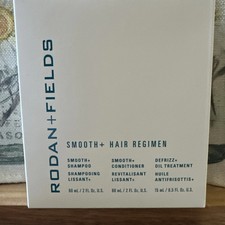 RODAN+FIELDS
SMOOTH+ HAIR REGIMEN
SMOOTH+
SHAMPOO
SHAMPOOING
LISSANT+
60 mL / 2 Fl. Oz. U.S.
SMOOTH+
CONDITIONER
REVITALISANT
LISSANT+
60 mL / 2 Fl. Oz. U.S.
DEFRIZZ+
OIL TREATMENT
HUILE
ANTIFRISOTTIS+
15 mL / 0.5 Fl. Oz. U.S.